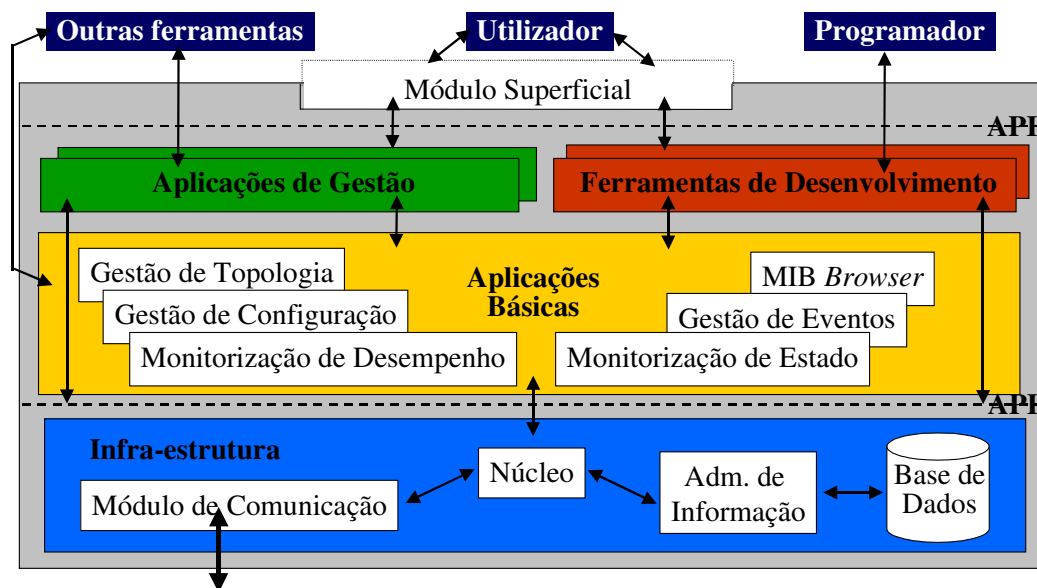 Outras ferramentas
Utilizador
Programador
Módulo Superficial
API
Aplicações de Gestão
Ferramentas de Desenvolvimento
Gestão de Topologia
Gestão de Configuração
Monitorização de Desempenho
Aplicações
Básicas
MIB Browser
Gestão de Eventos
Monitorização de Estado
API
Infra-estrutura
Módulo de Comunicação
Núcleo
Adm. de
Informação
Base de
Dados